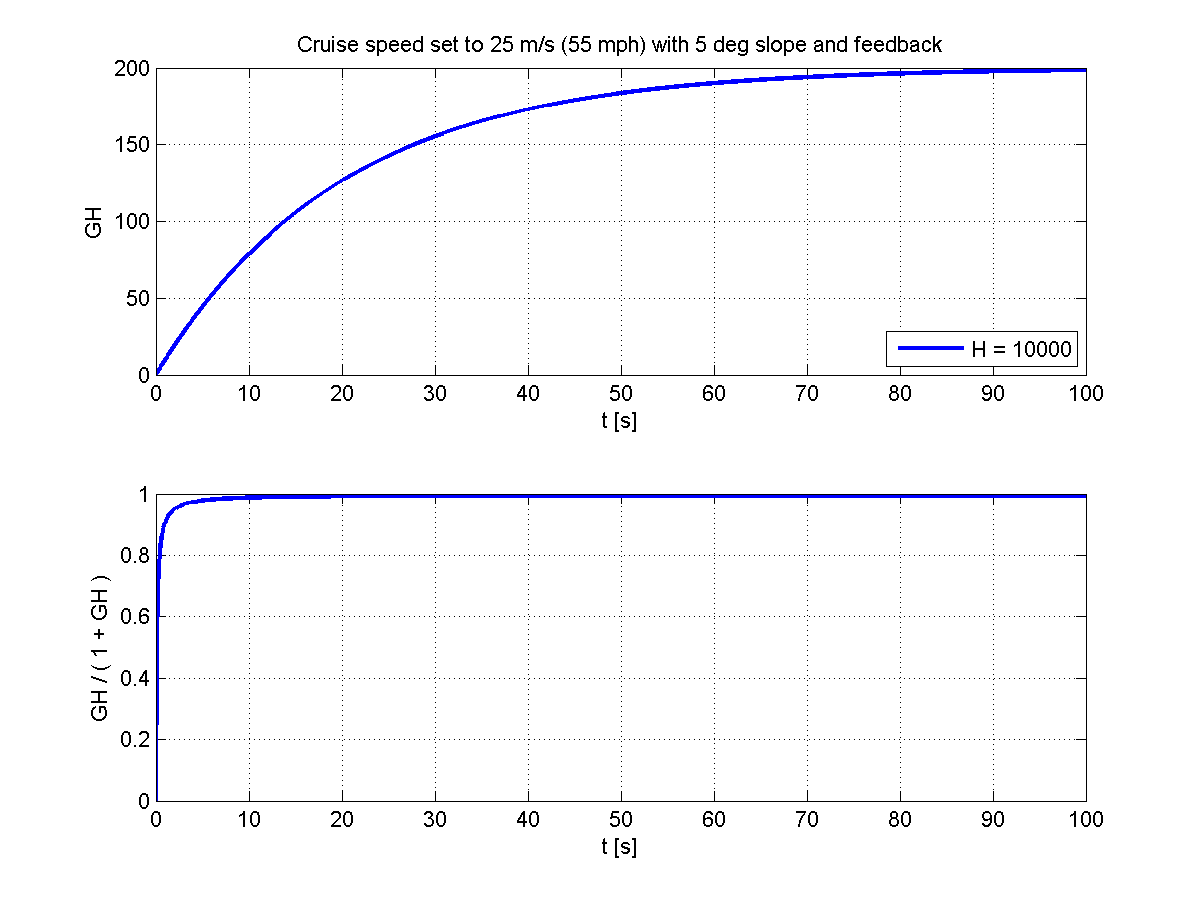 Cruise speed set to 25 m/s (55 mph) with 5 deg slope and feedback
200
150
100
50
0
GH
H = 10000
0 10 20 30 40 50 60 70 80 90 100
t [s]
1
0.8
0.6
0.4
0.2
0
GH / ( 1 + GH )
0 10 20 30 40 50 60 70 80 90 100
t [s]